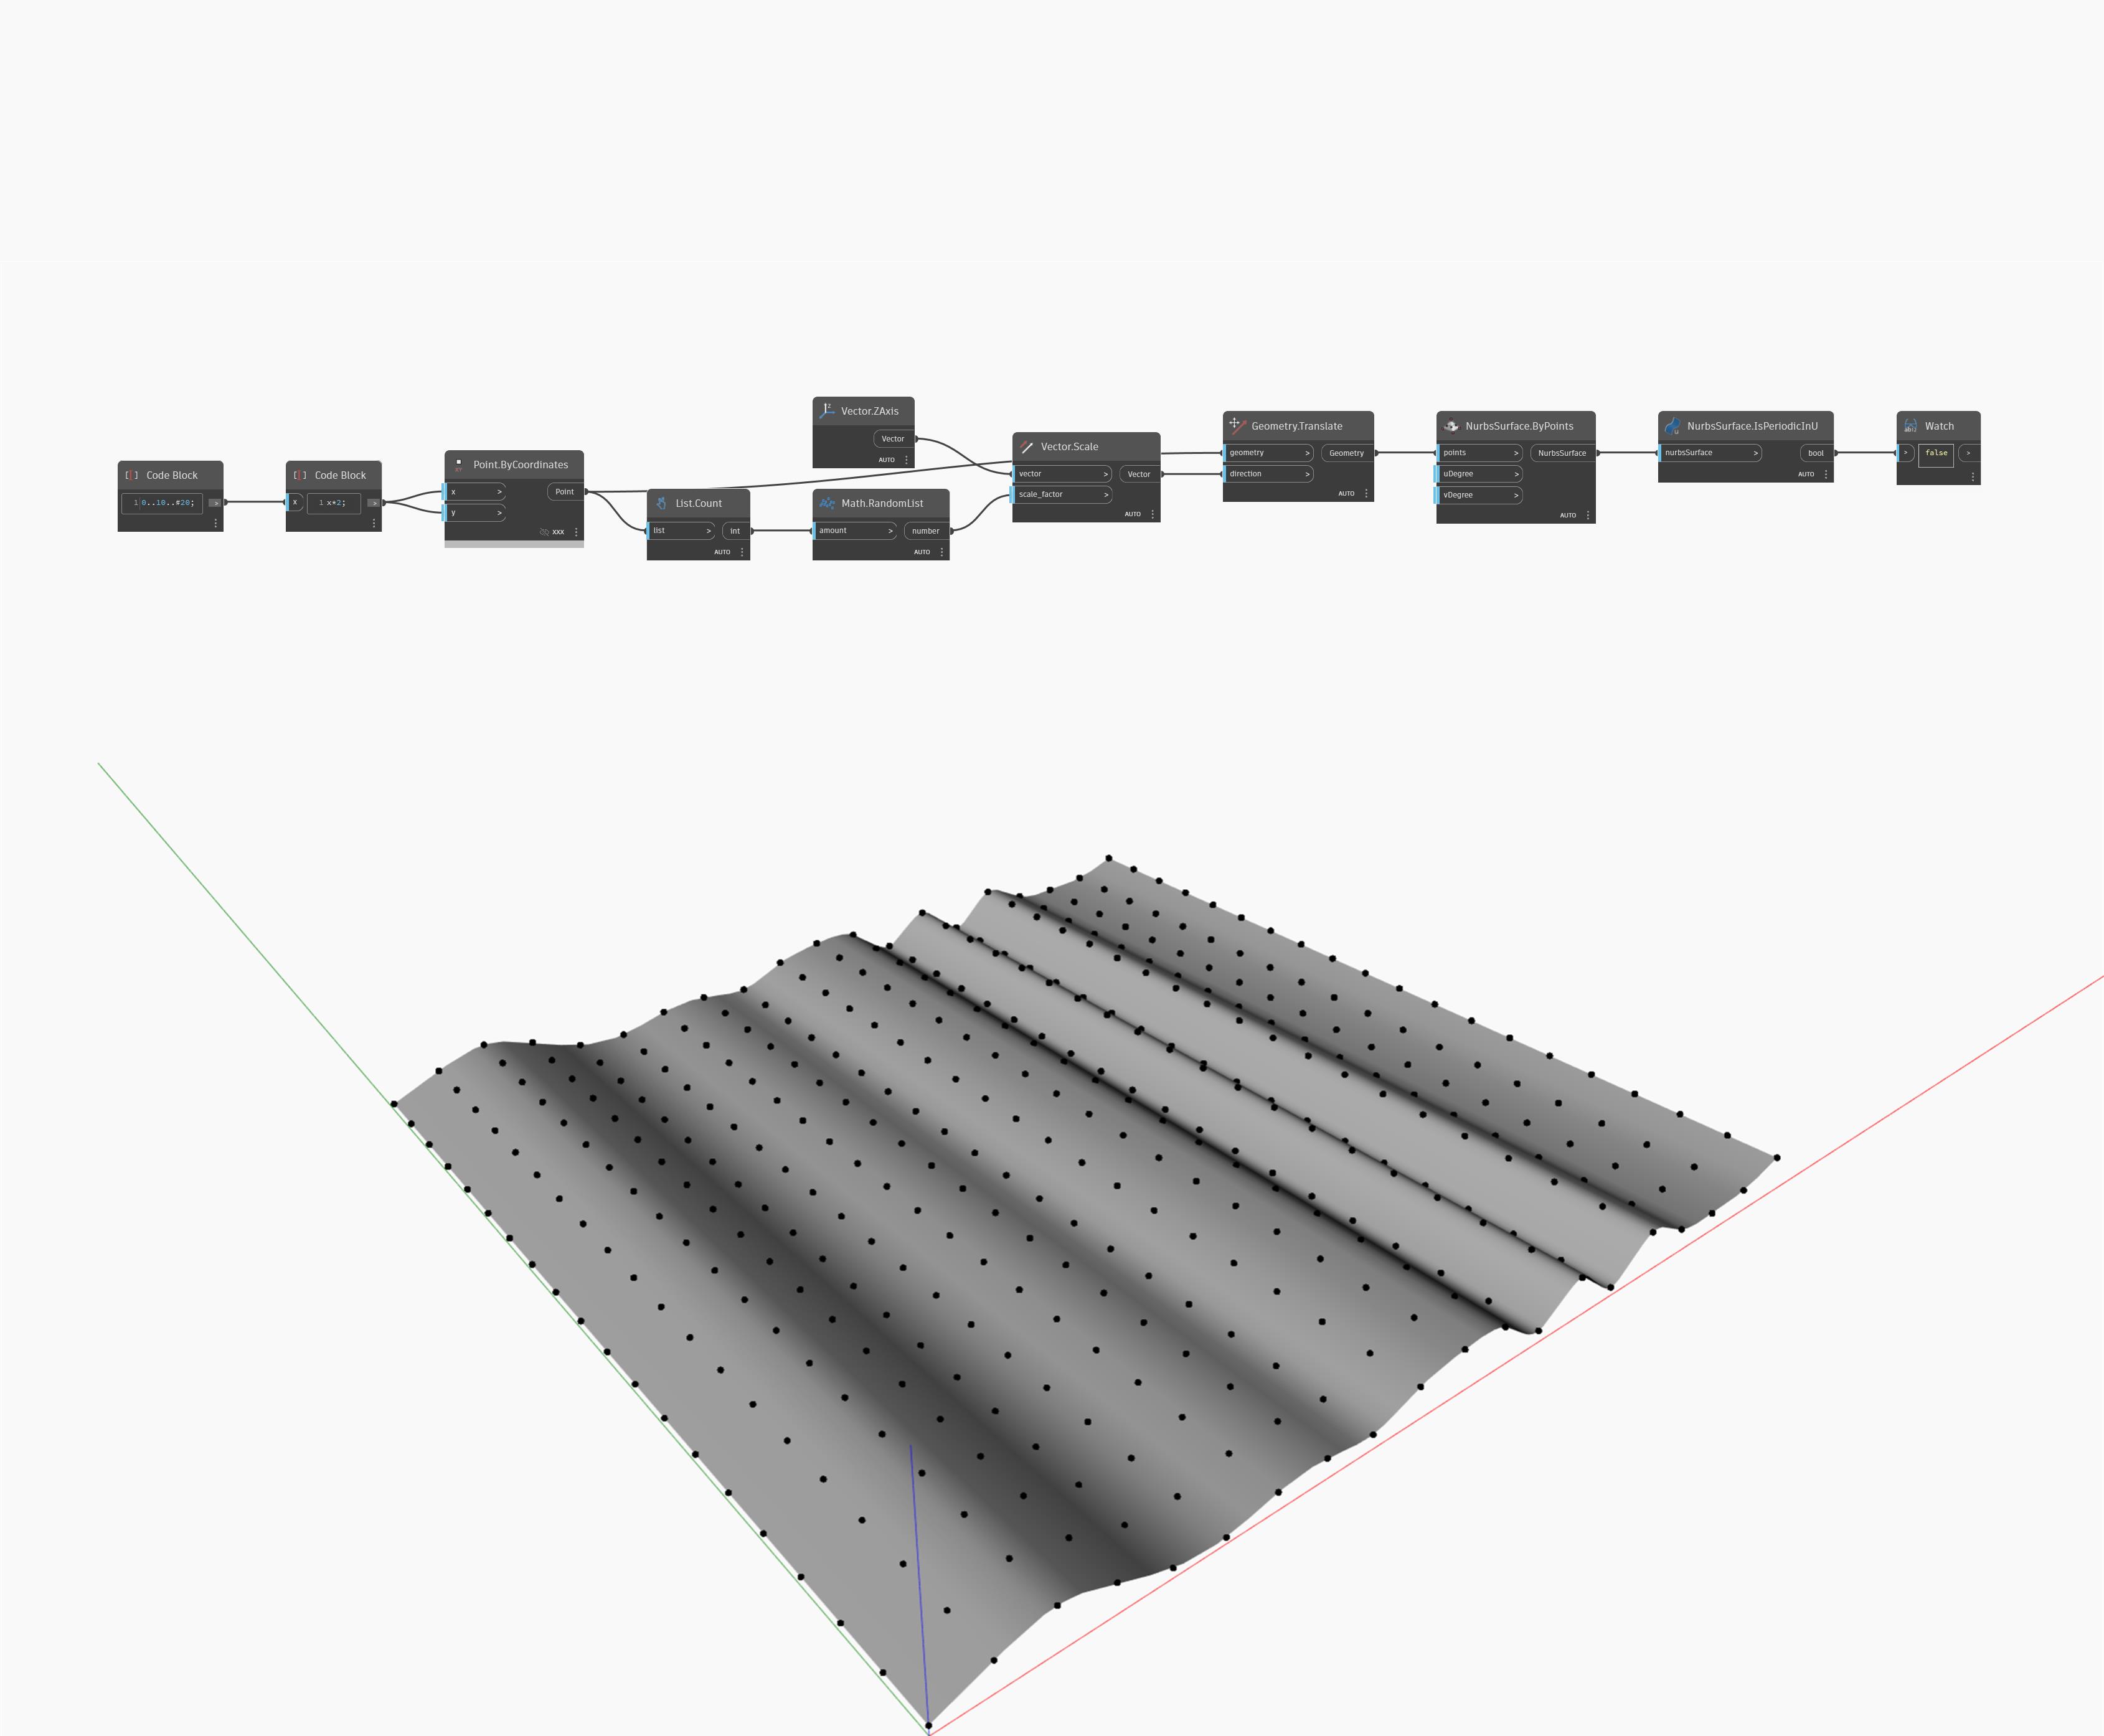 Code Block
1 0..10..#20; >
Code Block
x 1 x*2; >
Point.ByCoordinates
x > Point
y >
xxx
List.Count
list > int
AUTO
Vector.ZAxis
Vector
AUTO
Math.RandomList
amount > number
AUTO
Vector.Scale
vector > Vector
scale_factor >
AUTO
Geometry.Translate
geometry > Geometry
direction >
AUTO
NurbsSurface.ByPoints
points > NurbsSurface
uDegree >
vDegree >
AUTO
NurbsSurface.IsPeriodicInU
nurbsSurface > bool
AUTO
Watch
> false >